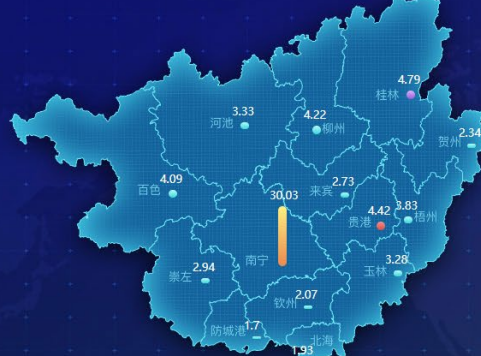 4.79
桂林
3.33
河池
4.22
柳州
2.34
贺州
4.09
百色
30.03
来宾
2.73
4.42
贵港
3.83
梧州
南宁
2.94
崇左
3.28
玉林
2.07
钦州
防城港
1.7
北海
1.93